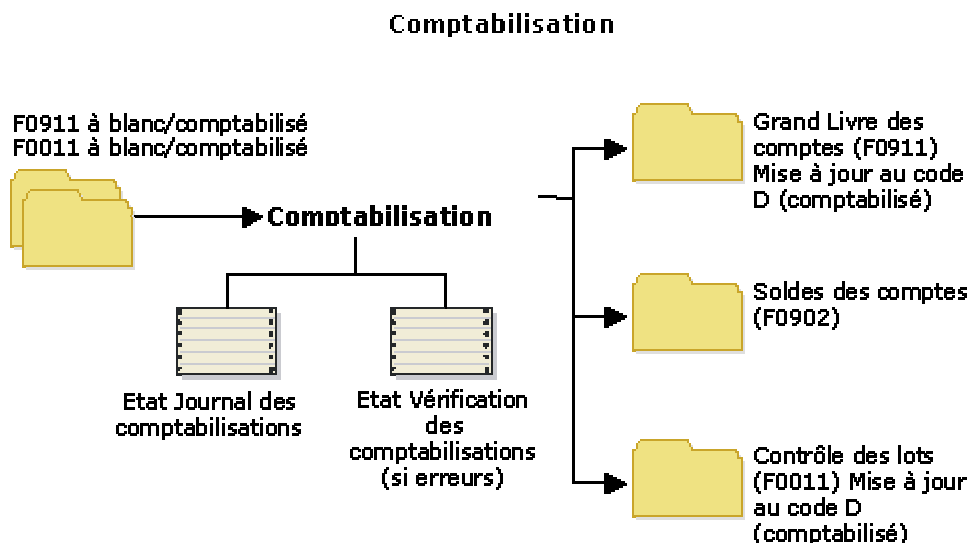 Comptabilisation
F0911 à blanc/comptabilisé
F0011 à blanc/comptabilisé
Comptabilisation
Etat Journal des
comptabilisations
Etat Vérification
des
comptabilisations
(si erreurs)
Grand Livre des
comptes (F0911)
Mise à jour au code
D (comptabilisé)
Soldes des comptes
(F0902)
Contrôle des lots
(F0011) Mise à jour
au code D
(comptabilisé)